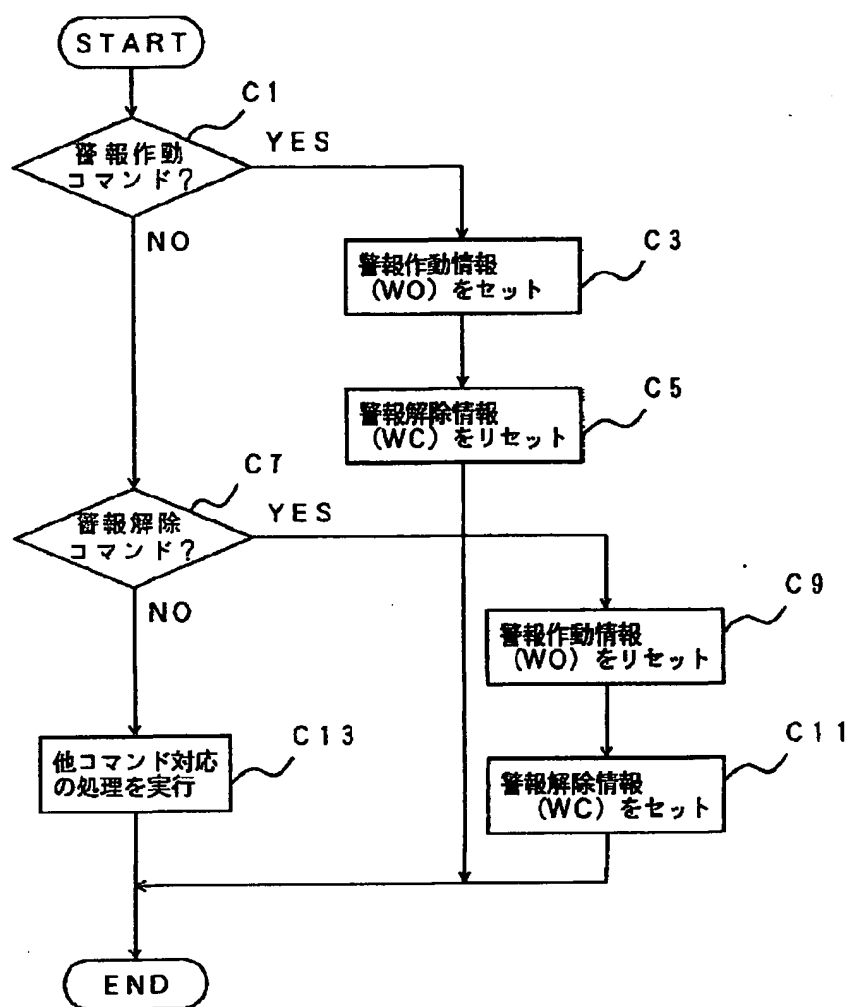 START
C1
警報作動
コマンド?
YES
NO
C3
警報作動情報
(WO)をセット
C5
警報解除情報
(WC)をリセット
C7
警報解除
コマンド?
YES
NO
C9
警報作動情報
(WO)をリセット
C11
警報解除情報
(WC)をセット
C13
他コマンド対応
の処理を実行
END